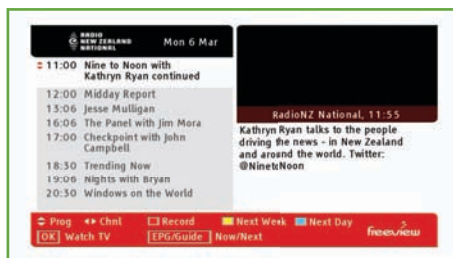 RADIO
NEW ZEALAND
NATIONAL
Mon 6 Mar
11:00 Nine to Noon with
Kathryn Ryan continued
12:00 Midday Report
13:06 Jesse Mulligan
16:06 The Panel with Jim Mora
17:00 Checkpoint with John
Campbell
18:30 Trending Now
19:06 Nights with Bryan
20:30 Windows on the World
RadioNZ National, 11:55
Kathryn Ryan talks to the people
driving the news - in New Zealand
and around the world. Twitter:
@NinetoNoon
Prog Chnl Record Next Week Next Day
OK Watch TV EPG/Guide Now/Next
freeview